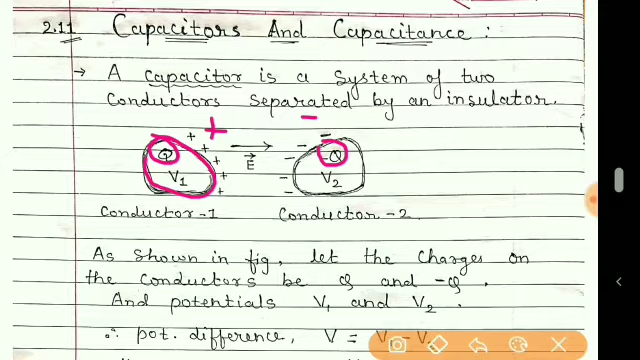 2.11 Capacitors And Capacitance :
→ A capacitor is a system of two
conductors separated by an insulator.
+ −
Q + + + + + → E − − − − − -Q
V1 V2
Conductor-1 Conductor-2
As shown in fig, let the charges on
the conductors be Q and -Q.
And potentials V1 and V2.
∴ pot. difference, V = V